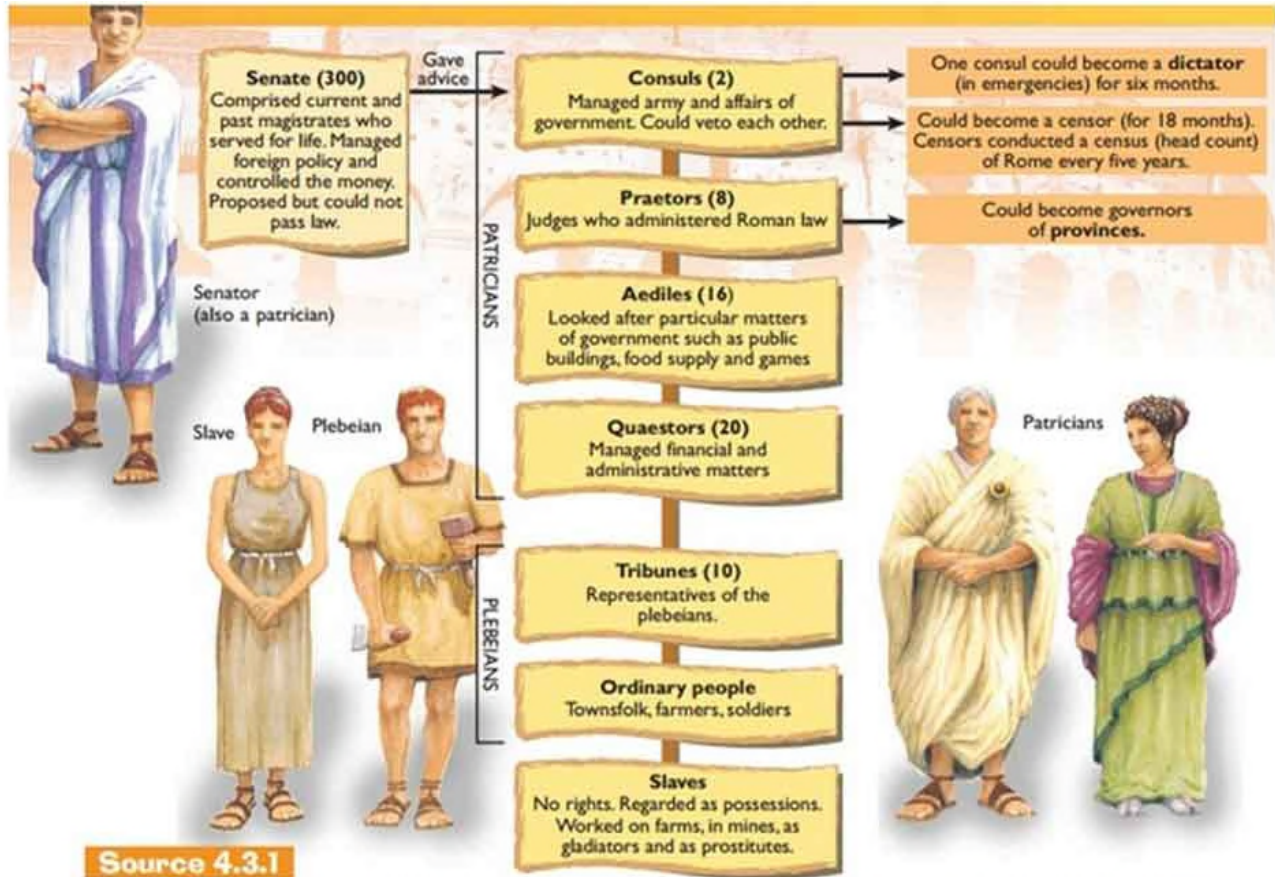 Senate (300)
Comprised current and
past magistrates who
served for life. Managed
foreign policy and
controlled the money.
Proposed but could not
pass law.
Gave
advice
Senator
(also a patrician)
PATRICIANS
Consuls (2)
Managed army and affairs of
government. Could veto each other.
One consul could become a dictator
(in emergencies) for six months.
Could become a censor (for 18 months).
Censors conducted a census (head count)
of Rome every five years.
Praetors (8)
Judges who administered Roman law
Could become governors
of provinces.
Aediles (16)
Looked after particular matters
of government such as public
buildings, food supply and games
Quaestors (20)
Managed financial and
administrative matters
Slave
Plebeian
Patricians
PLEBEIANS
Tribunes (10)
Representatives of the
plebeians.
Ordinary people
Townsfolk, farmers, soldiers
Slaves
No rights. Regarded as possessions.
Worked on farms, in mines, as
gladiators and as prostitutes.
Source 4.3.1